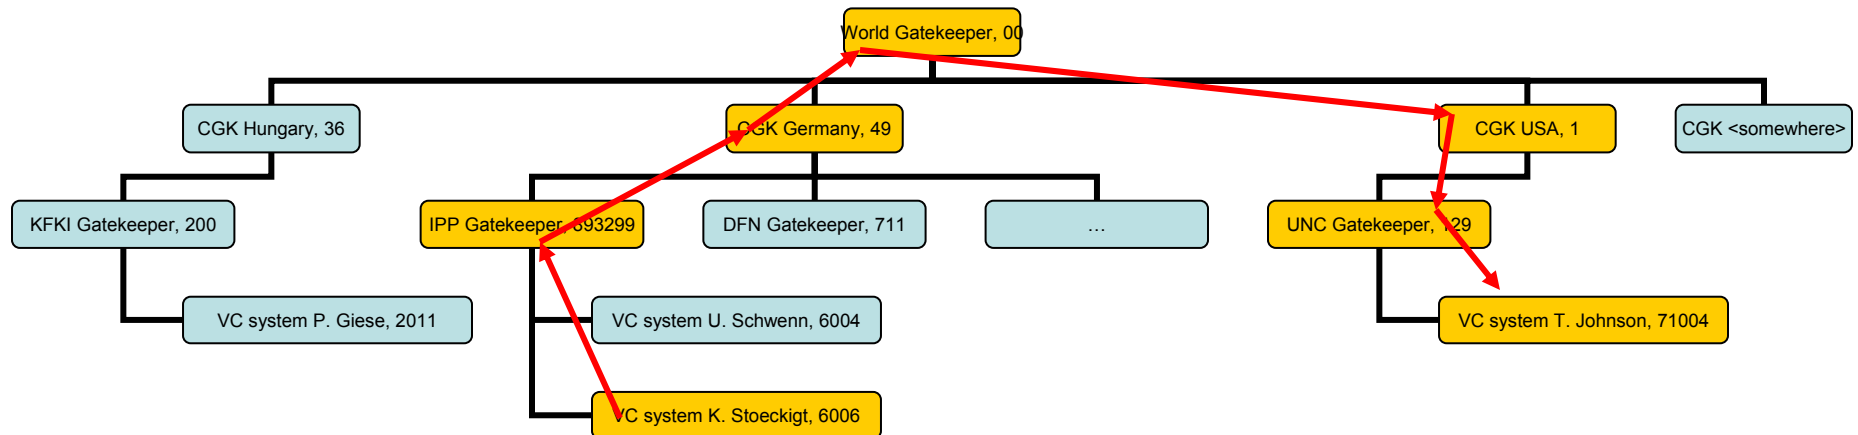 World Gatekeeper, 00
CGK Hungary, 36
CGK Germany, 49
CGK USA, 1
CGK <somewhere>
KFKI Gatekeeper, 200
IPP Gatekeeper, 893299
DFN Gatekeeper, 711
...
UNC Gatekeeper, 129
VC system P. Giese, 2011
VC system U. Schwenn, 6004
VC system T. Johnson, 71004
VC system K. Stoeckigt, 6006